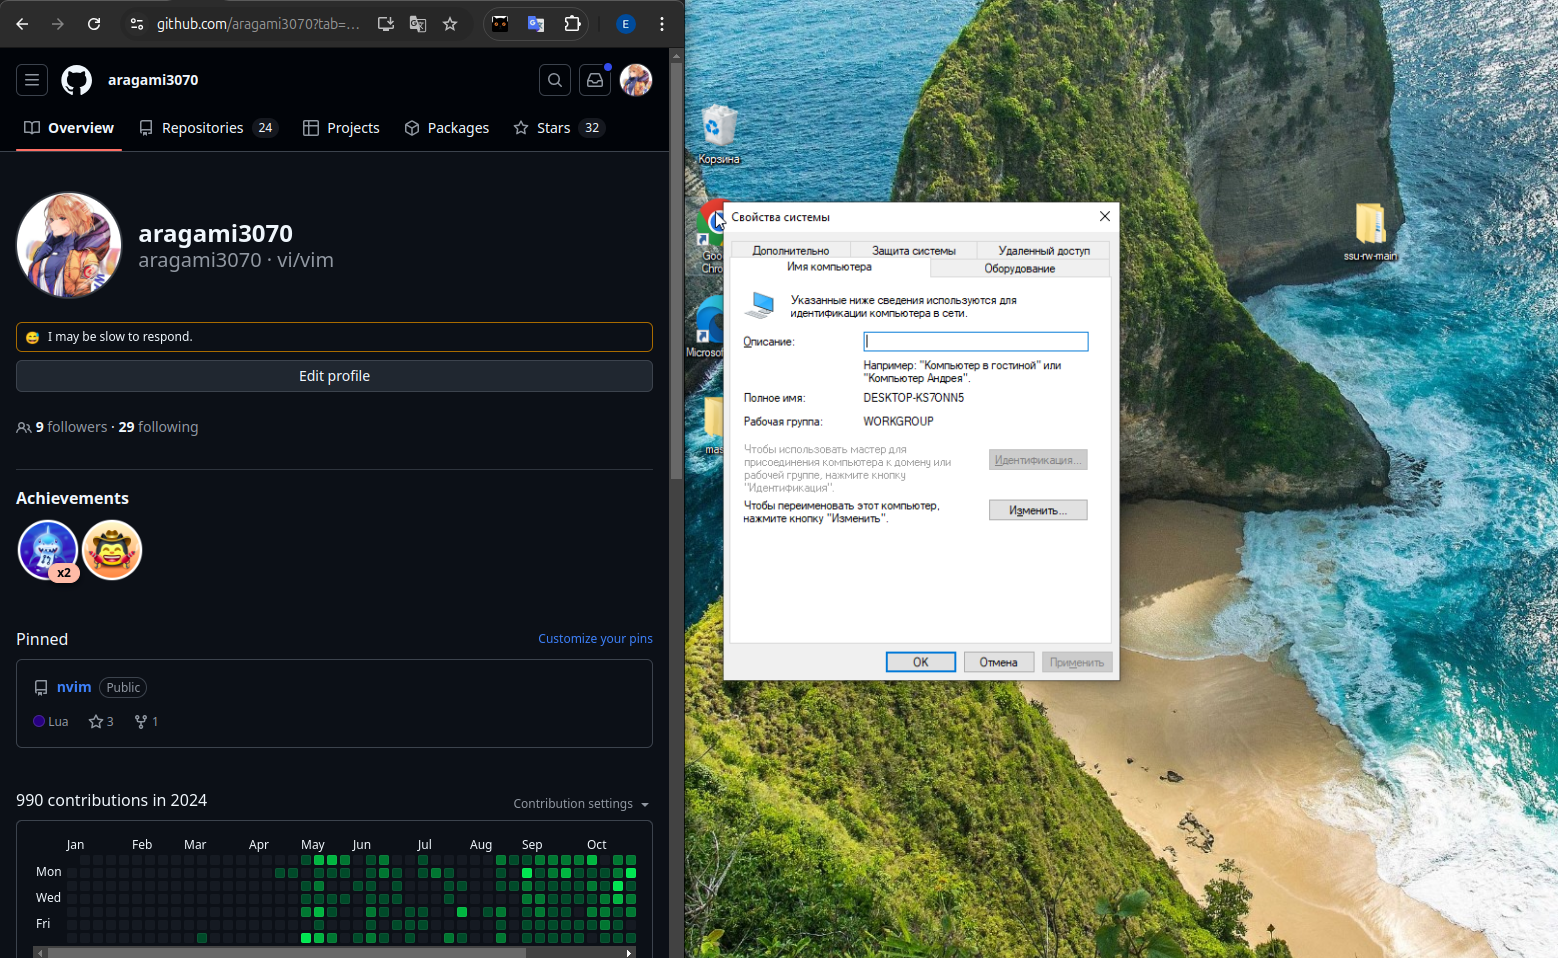 github.com/aragami3070?tab=...
E
aragami3070
Overview
Repositories 24
Projects
Packages
Stars 32
aragami3070
aragami3070 · vi/vim
I may be slow to respond.
Edit profile
9 followers · 29 following
Achievements
x2
Pinned
Customize your pins
nvim Public
Lua 3 1
990 contributions in 2024
Contribution settings
Jan Feb Mar Apr May Jun Jul Aug Sep Oct
Mon
Wed
Fri
Корзина
Goo
Chro
Microsof
mas
ssu-rw-main
Свойства системы
Дополнительно Защита системы Удаленный доступ
Имя компьютера Оборудование
Указанные ниже сведения используются для
идентификации компьютера в сети.
Описание:
Например: "Компьютер в гостиной" или
"Компьютер Андрея".
Полное имя: DESKTOP-KS7ONN5
Рабочая группа: WORKGROUP
Чтобы использовать мастер для
присоединения компьютера к домену или
рабочей группе, нажмите кнопку
"Идентификация".
Идентификация...
Чтобы переименовать этот компьютер,
нажмите кнопку "Изменить".
Изменить...
OK Отмена Применить